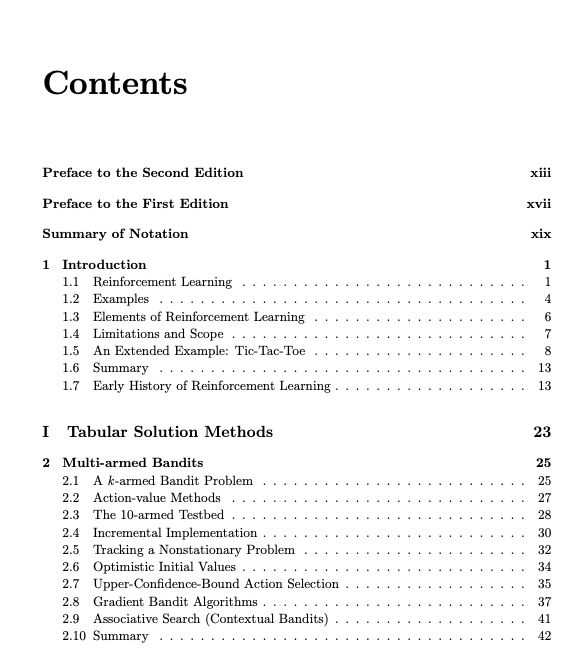 Contents
Preface to the Second Edition xiii
Preface to the First Edition xvii
Summary of Notation xix
1 Introduction 1
1.1 Reinforcement Learning . . . . . . . . . . . . . . . . . . . . . . . . . . . . 1
1.2 Examples . . . . . . . . . . . . . . . . . . . . . . . . . . . . . . . . . . . . 4
1.3 Elements of Reinforcement Learning . . . . . . . . . . . . . . . . . . . . . 6
1.4 Limitations and Scope . . . . . . . . . . . . . . . . . . . . . . . . . . . . . 7
1.5 An Extended Example: Tic-Tac-Toe . . . . . . . . . . . . . . . . . . . . . 8
1.6 Summary . . . . . . . . . . . . . . . . . . . . . . . . . . . . . . . . . . . . 13
1.7 Early History of Reinforcement Learning . . . . . . . . . . . . . . . . . . . 13
I Tabular Solution Methods 23
2 Multi-armed Bandits 25
2.1 A k-armed Bandit Problem . . . . . . . . . . . . . . . . . . . . . . . . . . 25
2.2 Action-value Methods . . . . . . . . . . . . . . . . . . . . . . . . . . . . . 27
2.3 The 10-armed Testbed . . . . . . . . . . . . . . . . . . . . . . . . . . . . . 28
2.4 Incremental Implementation . . . . . . . . . . . . . . . . . . . . . . . . . . 30
2.5 Tracking a Nonstationary Problem . . . . . . . . . . . . . . . . . . . . . . 32
2.6 Optimistic Initial Values . . . . . . . . . . . . . . . . . . . . . . . . . . . . 34
2.7 Upper-Confidence-Bound Action Selection . . . . . . . . . . . . . . . . . . 35
2.8 Gradient Bandit Algorithms . . . . . . . . . . . . . . . . . . . . . . . . . . 37
2.9 Associative Search (Contextual Bandits) . . . . . . . . . . . . . . . . . . . 41
2.10 Summary . . . . . . . . . . . . . . . . . . . . . . . . . . . . . . . . . . . . 42